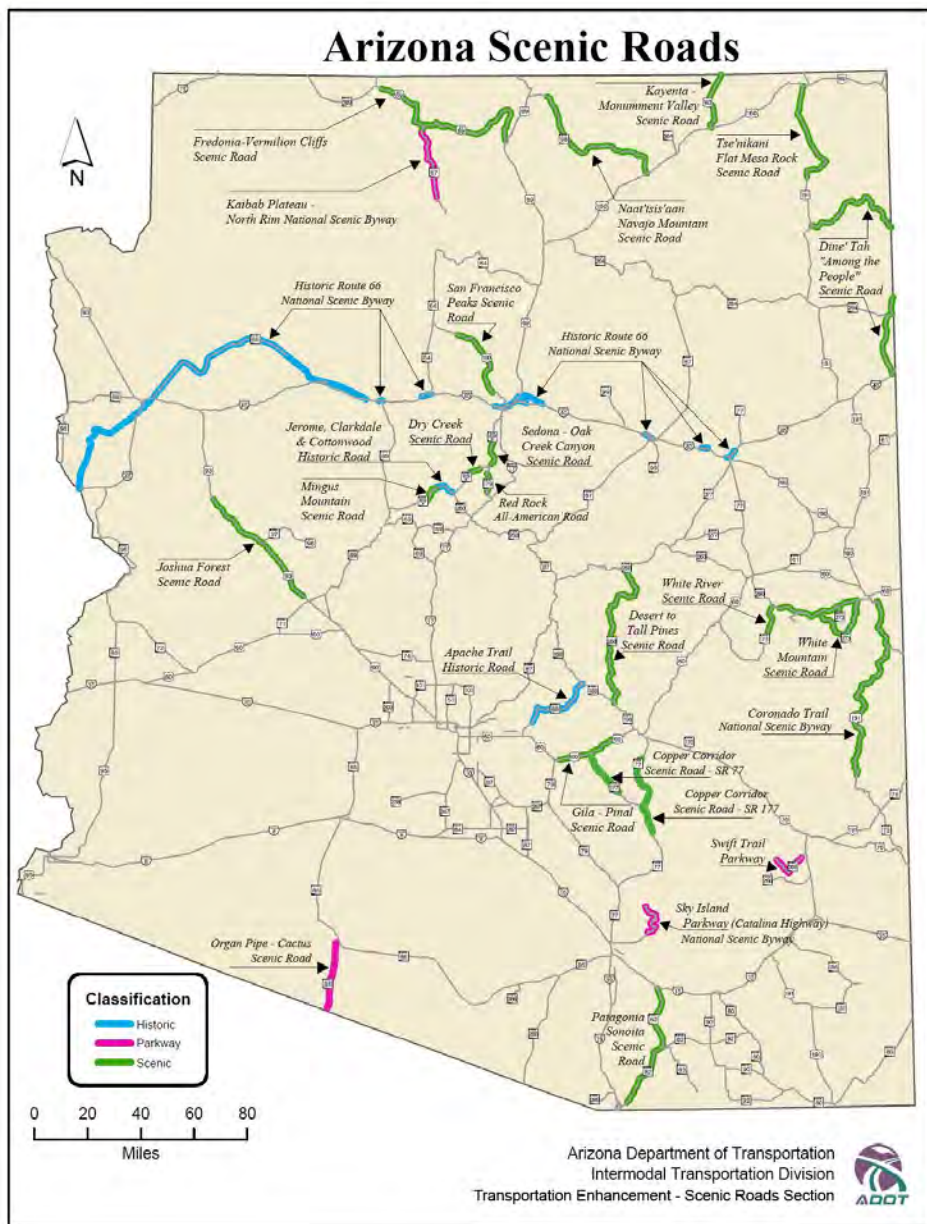 Arizona Scenic Roads
Kayenta -
Monumment Valley
Scenic Road
Fredonia-Vermilion Cliffs
Scenic Road
Tse'nikani
Flat Mesa Rock
Scenic Road
N
Kaibab Plateau -
North Rim National Scenic Byway
Naat'tsis'aan
Navajo Mountain
Scenic Road
Dine' Tah
"Among the
People"
Scenic Road
Historic Route 66
National Scenic Byway
San Francisco
Peaks Scenic
Road
Historic Route 66
National Scenic Byway
Jerome, Clarkdale
& Cottonwood
Historic Road
Dry Creek
Scenic Road
Sedona - Oak
Creek Canyon
Scenic Road
Mingus
Mountain
Scenic Road
Red Rock
All-American Road
Joshua Forest
Scenic Road
White River
Scenic Road
Desert to
Tall Pines
Scenic Road
White
Mountain
Scenic Road
Apache Trail
Historic Road
Coronado Trail
National Scenic Byway
Copper Corridor
Scenic Road - SR 77
Copper Corridor
Scenic Road - SR 177
Gila - Pinal
Scenic Road
Swift Trail
Parkway
Sky Island
Parkway (Catalina Highway)
National Scenic Byway
Organ Pipe - Cactus
Scenic Road
Patagonia
Sonoita
Scenic
Road
Classification
Historic
Parkway
Scenic
0 20 40 60 80
Miles
Arizona Department of Transportation
Intermodal Transportation Division
Transportation Enhancement - Scenic Roads Section
ADOT